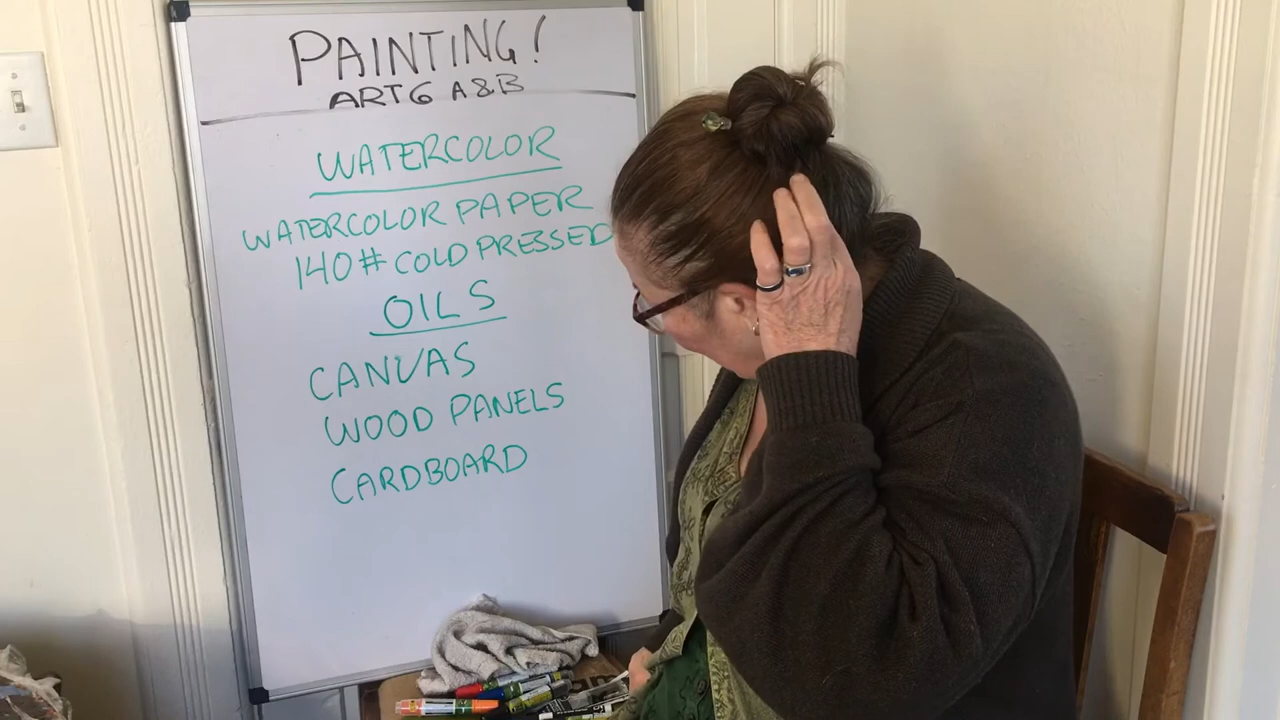 PAINTING!
ART6 A&B
WATERCOLOR
WATERCOLOR PAPER
140# COLD PRESSED
OILS
CANVAS
WOOD PANELS
CARDBOARD